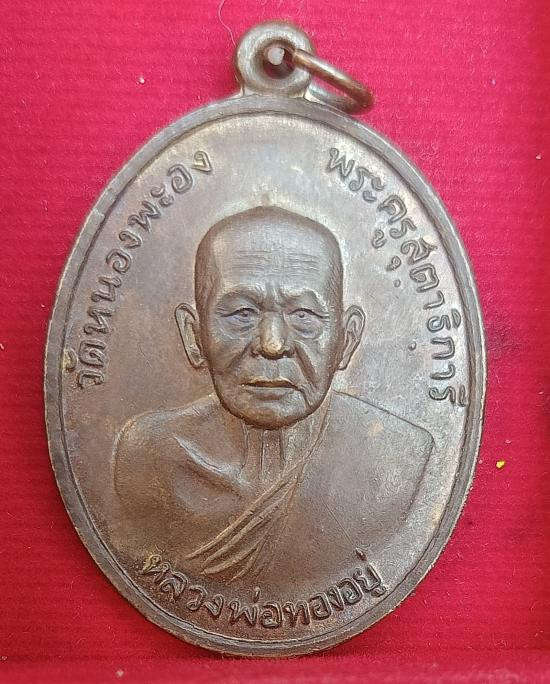 วัดหนองพะอง
พระครูสุตาธิการี
หลวงพ่อทองอยู่